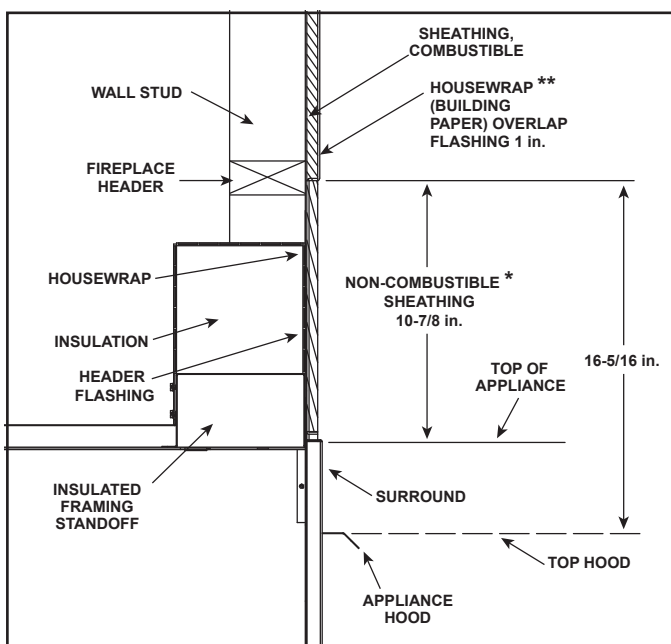 SHEATHING,
COMBUSTIBLE
HOUSEWRAP **
(BUILDING
PAPER) OVERLAP
FLASHING 1 in.
WALL STUD
FIREPLACE
HEADER
HOUSEWRAP
NON-COMBUSTIBLE *
SHEATHING
10-7/8 in.
INSULATION
16-5/16 in.
HEADER
FLASHING
TOP OF
APPLIANCE
INSULATED
FRAMING
STANDOFF
SURROUND
TOP HOOD
APPLIANCE
HOOD